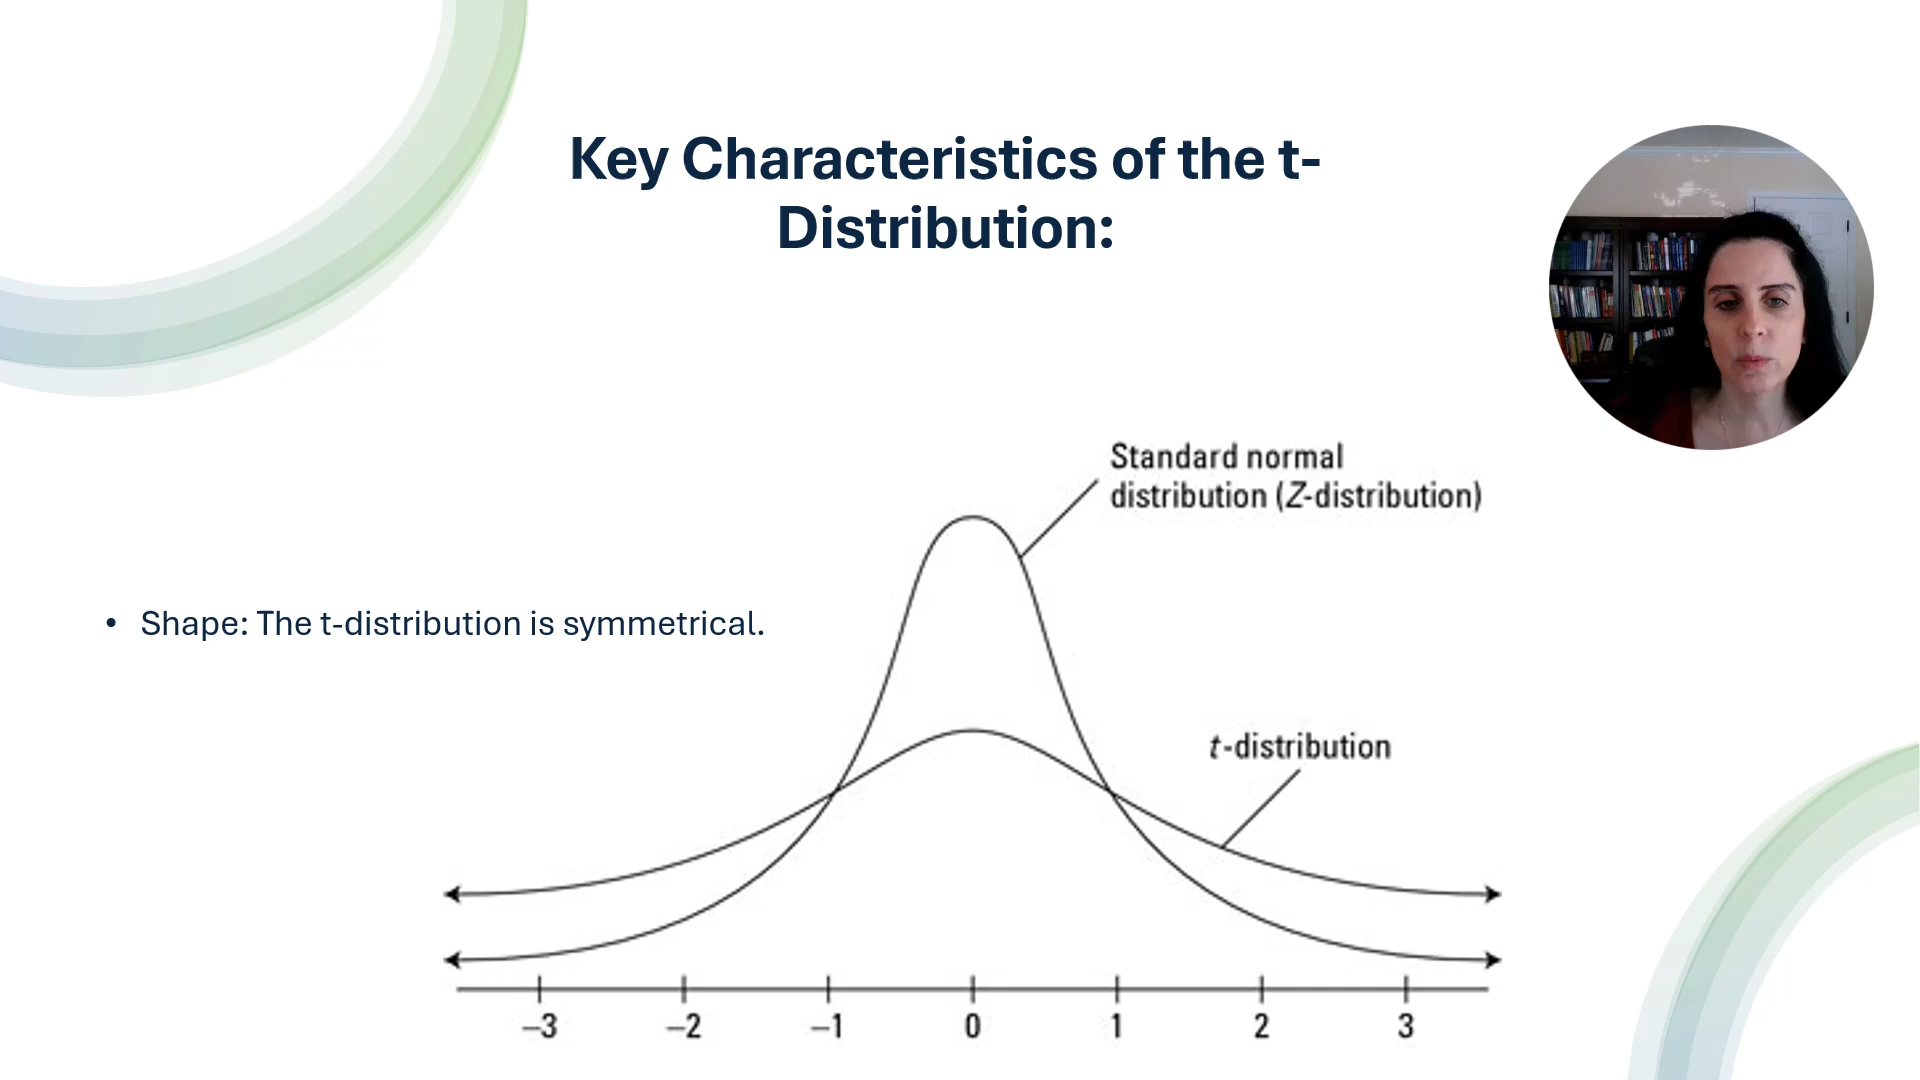 Key Characteristics of the t-
Distribution:
Standard normal
distribution (Z-distribution)
• Shape: The t-distribution is symmetrical.
t-distribution
–3 –2 –1 0 1 2 3